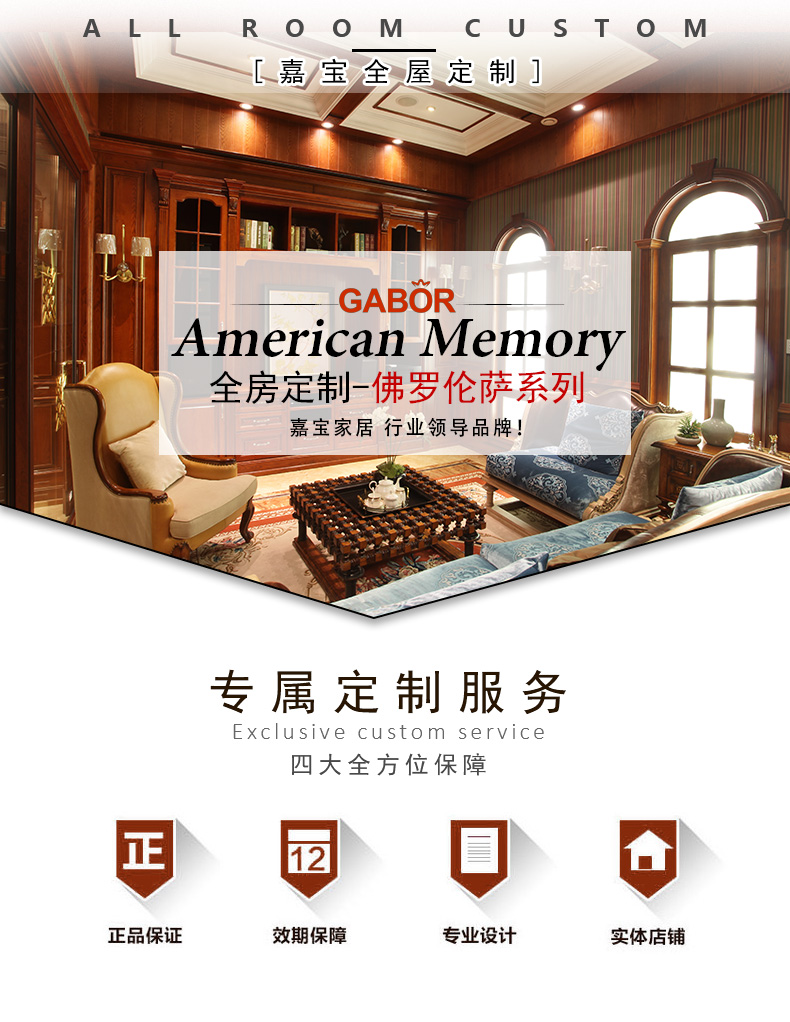 ALL ROOM CUSTOM
[嘉宝全屋定制]
GABOR
American Memory
全房定制-佛罗伦萨系列
嘉宝家居 行业领导品牌!
专属定制服务
Exclusive custom service
四大全方位保障
正
12
正品保证
效期保障
专业设计
实体店铺